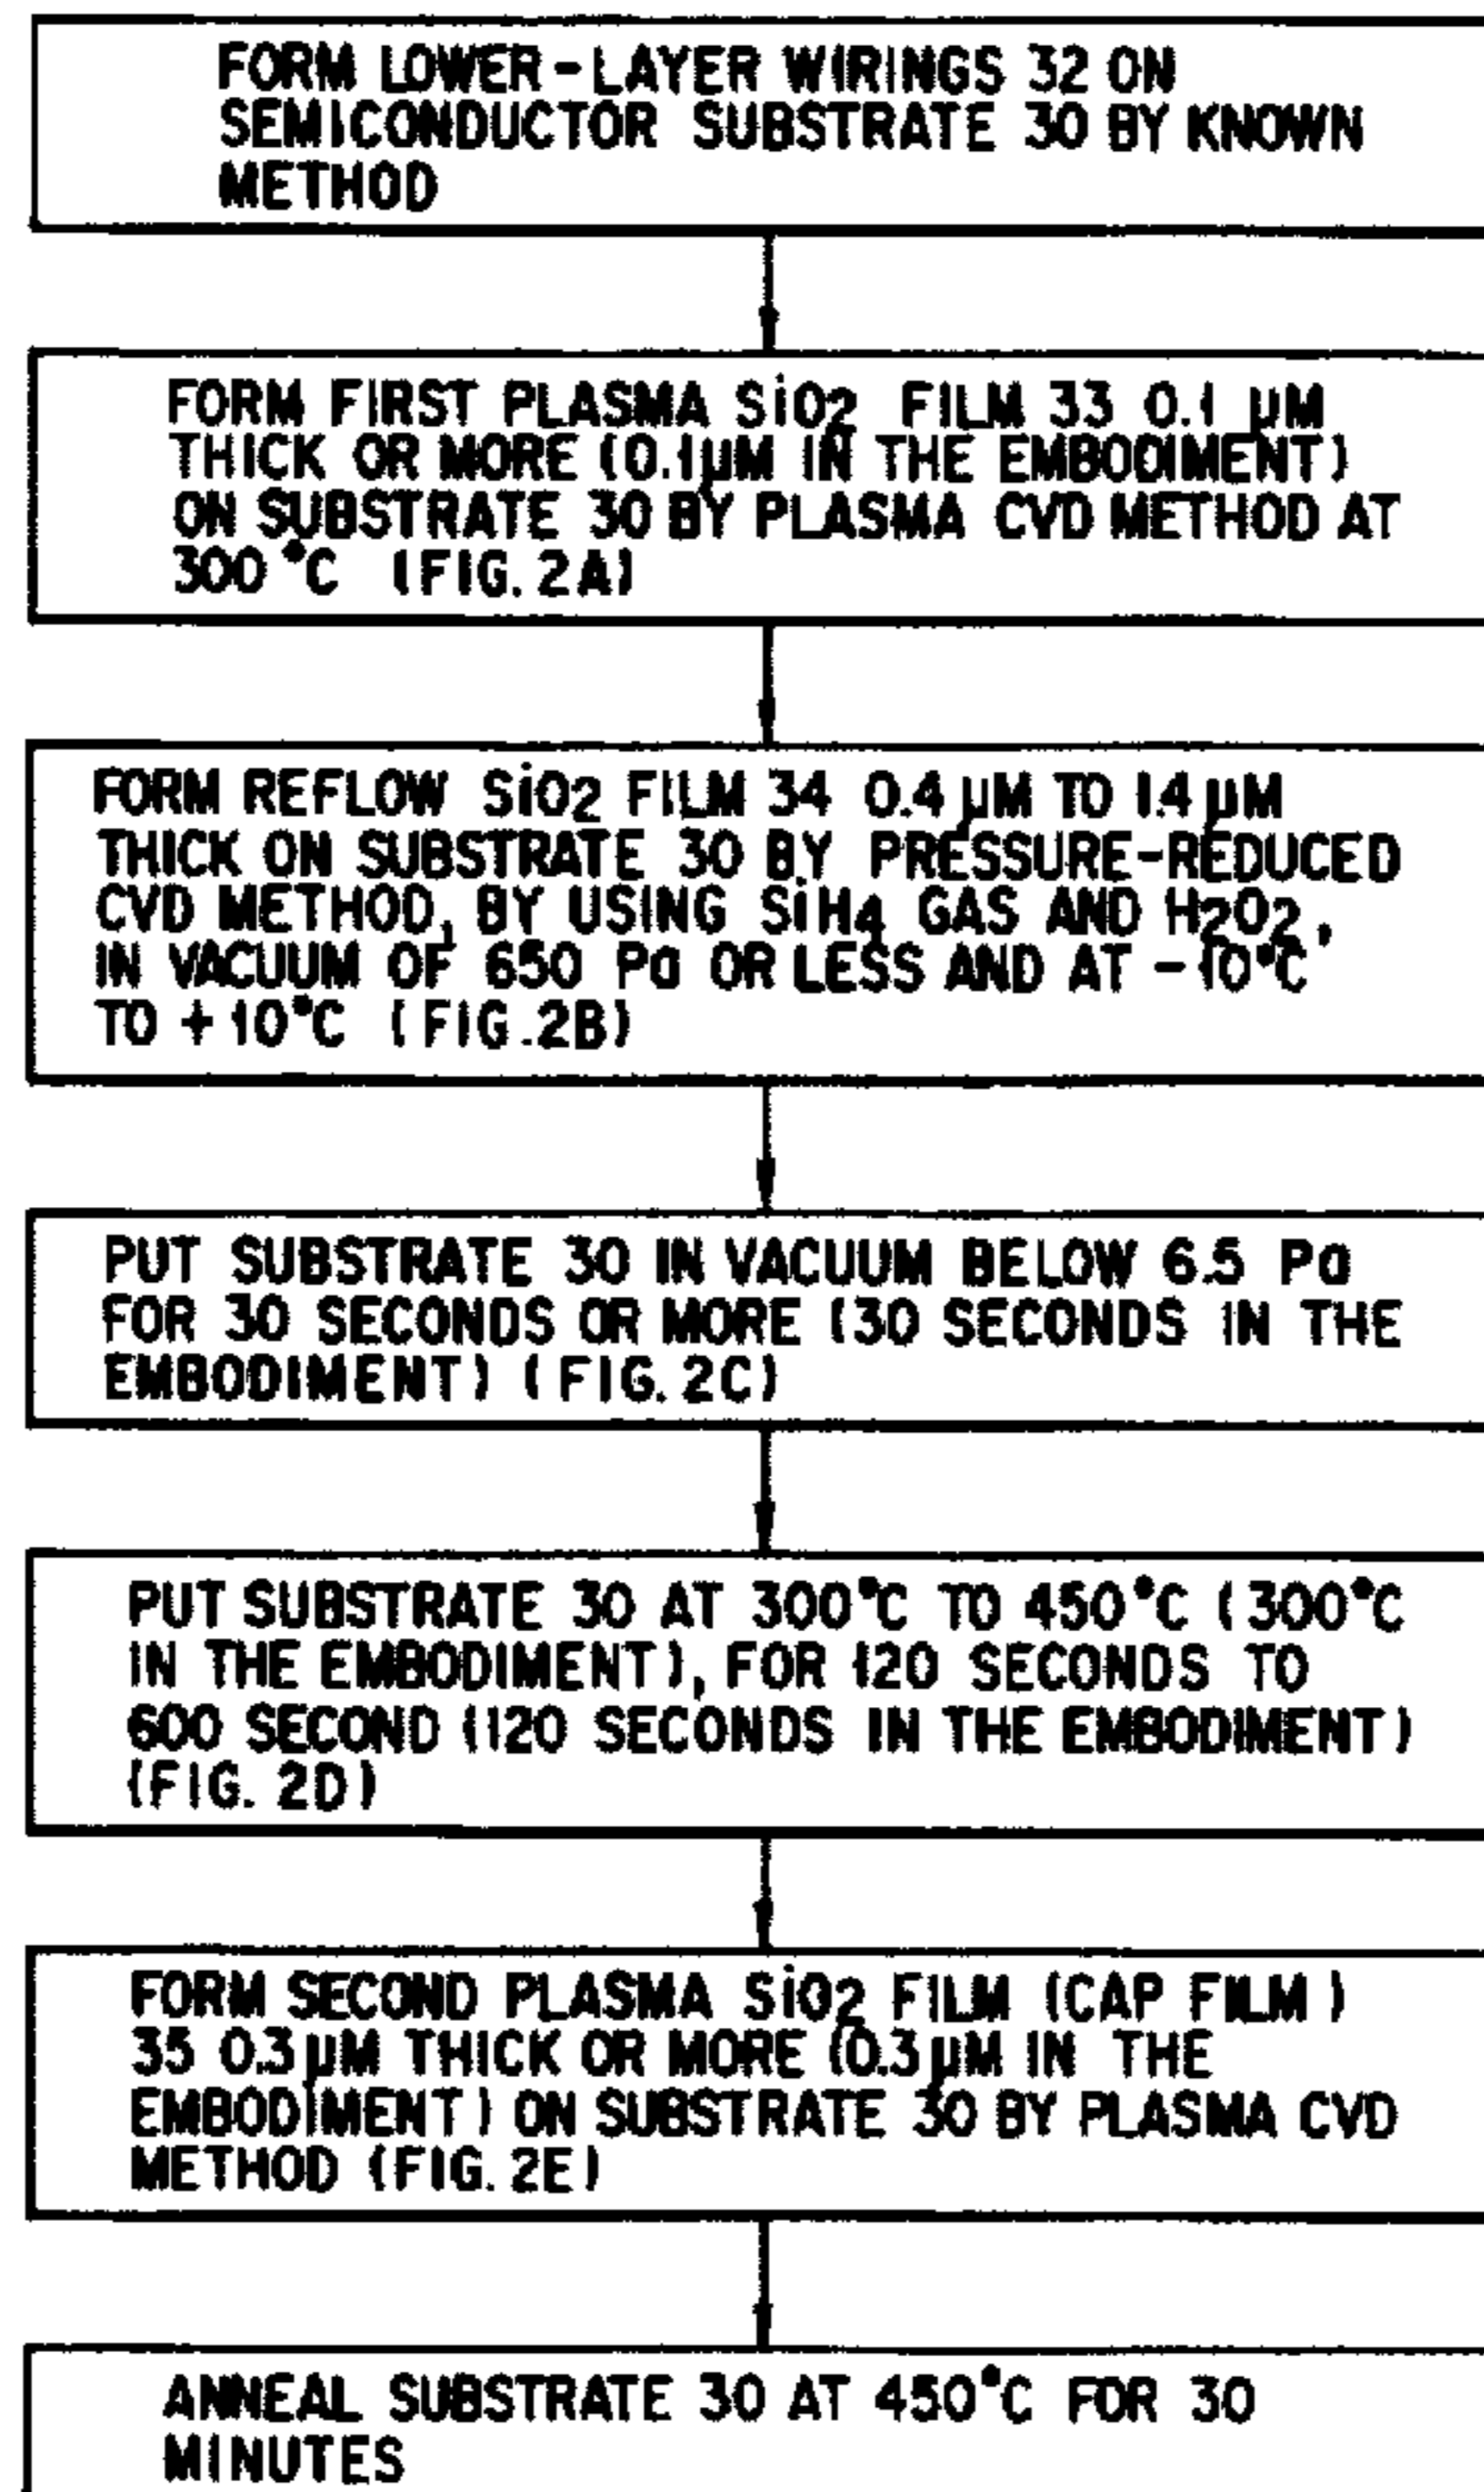 FORM LOWER-LAYER WIRINGS 32 ON
SEMICONDUCTOR SUBSTRATE 30 BY KNOWN
METHOD
FORM FIRST PLASMA SiO2 FILM 33 0.1 µM
THICK OR MORE (0.1µM IN THE EMBODIMENT)
ON SUBSTRATE 30 BY PLASMA CVD METHOD AT
300°C (FIG. 2A)
FORM REFLOW SiO2 FILM 34 0.4 µM TO 1.4 µM
THICK ON SUBSTRATE 30 BY PRESSURE-REDUCED
CVD METHOD, BY USING SiH4 GAS AND H2O2,
IN VACUUM OF 650 Pa OR LESS AND AT -10°C
TO +10°C (FIG.2B)
PUT SUBSTRATE 30 IN VACUUM BELOW 6.5 Pa
FOR 30 SECONDS OR MORE (30 SECONDS IN THE
EMBODIMENT) (FIG. 2C)
PUT SUBSTRATE 30 AT 300°C TO 450°C (300°C
IN THE EMBODIMENT), FOR 120 SECONDS TO
600 SECOND (120 SECONDS IN THE EMBODIMENT)
(FIG. 2D)
FORM SECOND PLASMA SiO2 FILM (CAP FILM)
35 0.3µM THICK OR MORE (0.3µM IN THE
EMBODIMENT) ON SUBSTRATE 30 BY PLASMA CVD
METHOD (FIG. 2E)
ANNEAL SUBSTRATE 30 AT 450°C FOR 30
MINUTES